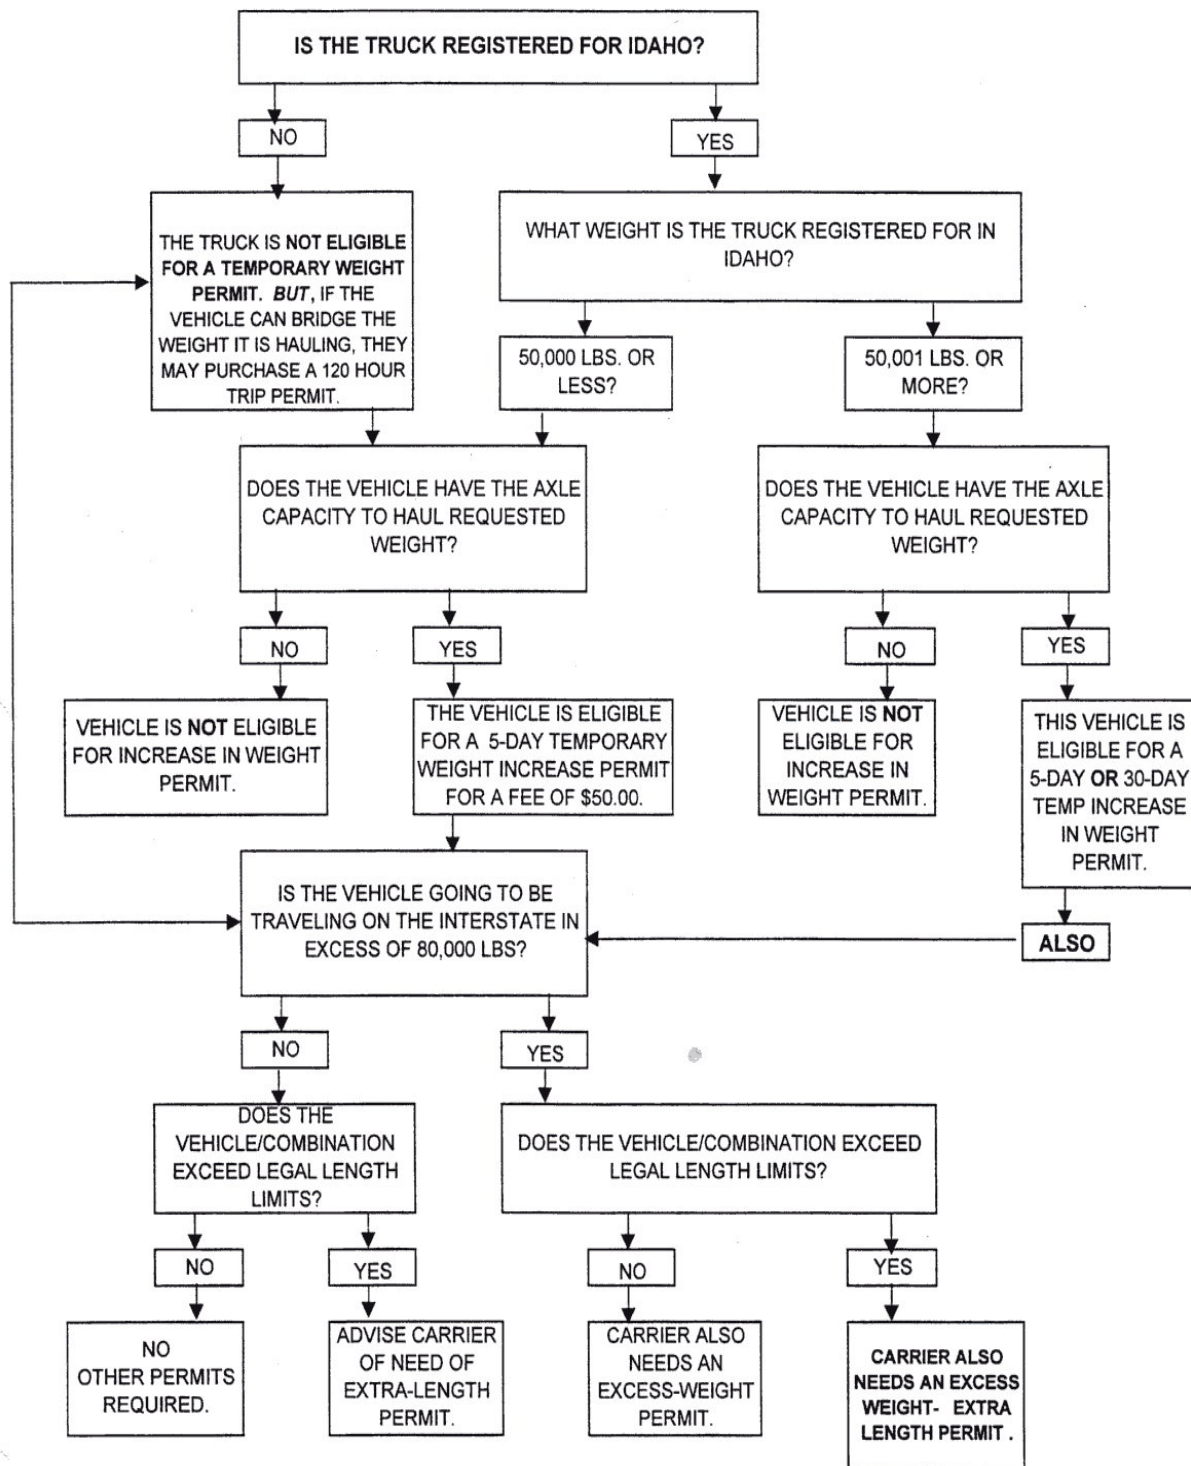 IS THE TRUCK REGISTERED FOR IDAHO?
NO
YES
THE TRUCK IS NOT ELIGIBLE
FOR A TEMPORARY WEIGHT
PERMIT. BUT, IF THE
VEHICLE CAN BRIDGE THE
WEIGHT IT IS HAULING, THEY
MAY PURCHASE A 120 HOUR
TRIP PERMIT.
WHAT WEIGHT IS THE TRUCK REGISTERED FOR IN
IDAHO?
50,000 LBS. OR
LESS?
50,001 LBS. OR
MORE?
DOES THE VEHICLE HAVE THE AXLE
CAPACITY TO HAUL REQUESTED
WEIGHT?
DOES THE VEHICLE HAVE THE AXLE
CAPACITY TO HAUL REQUESTED
WEIGHT?
NO
YES
NO
YES
VEHICLE IS NOT ELIGIBLE
FOR INCREASE IN WEIGHT
PERMIT.
THE VEHICLE IS ELIGIBLE
FOR A 5-DAY TEMPORARY
WEIGHT INCREASE PERMIT
FOR A FEE OF $50.00.
VEHICLE IS NOT
ELIGIBLE FOR
INCREASE IN
WEIGHT PERMIT.
THIS VEHICLE IS
ELIGIBLE FOR A
5-DAY OR 30-DAY
TEMP INCREASE
IN WEIGHT
PERMIT.
IS THE VEHICLE GOING TO BE
TRAVELING ON THE INTERSTATE IN
EXCESS OF 80,000 LBS?
ALSO
NO
YES
DOES THE
VEHICLE/COMBINATION
EXCEED LEGAL LENGTH
LIMITS?
DOES THE VEHICLE/COMBINATION EXCEED
LEGAL LENGTH LIMITS?
NO
YES
NO
YES
NO
OTHER PERMITS
REQUIRED.
ADVISE CARRIER
OF NEED OF
EXTRA-LENGTH
PERMIT.
CARRIER ALSO
NEEDS AN
EXCESS-WEIGHT
PERMIT.
CARRIER ALSO
NEEDS AN EXCESS
WEIGHT- EXTRA
LENGTH PERMIT .